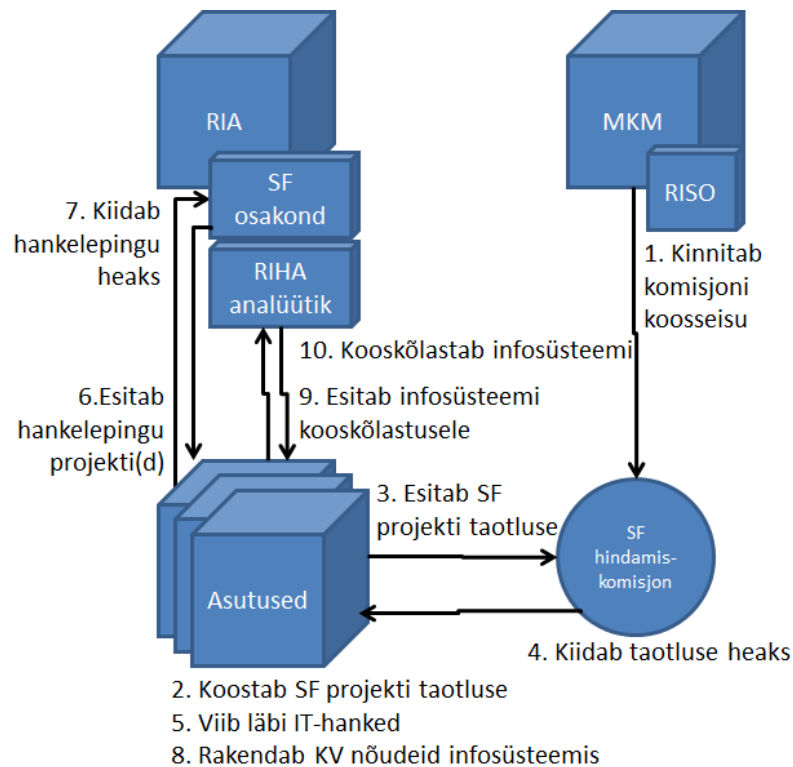 RIA
MKM
SF
osakond
RISO
7. Kiidab
hankelepingu
heaks
RIHA
analüütik
1. Kinnitab
komisjoni
koosseisu
10. Kooskõlastab infosüsteemi
6.Esitab
hankelepingu
projekti(d)
9. Esitab infosüsteemi
kooskõlastusele
3. Esitab SF
projekti taotluse
SF
hindamis-
komisjon
Asutused
4. Kiidab taotluse heaks
2. Koostab SF projekti taotluse
5. Viib läbi IT-hanked
8. Rakendab KV nõudeid infosüsteemis